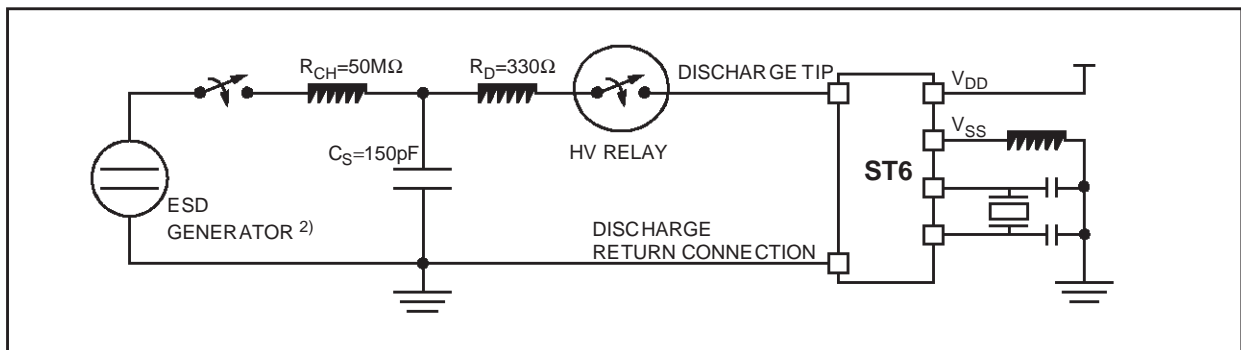 R_CH=50MΩ
R_D=330Ω
DISCHARGE TIP
V_DD
V_SS
C_S=150pF
HV RELAY
ST6
ESD
GENERATOR 2)
DISCHARGE
RETURN CONNECTION